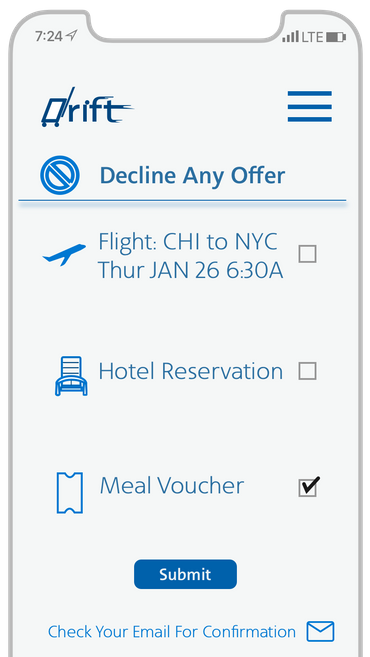 7:24
LTE
Drift
Decline Any Offer
Flight: CHI to NYC
Thur JAN 26 6:30A
Hotel Reservation
Meal Voucher
Submit
Check Your Email For Confirmation